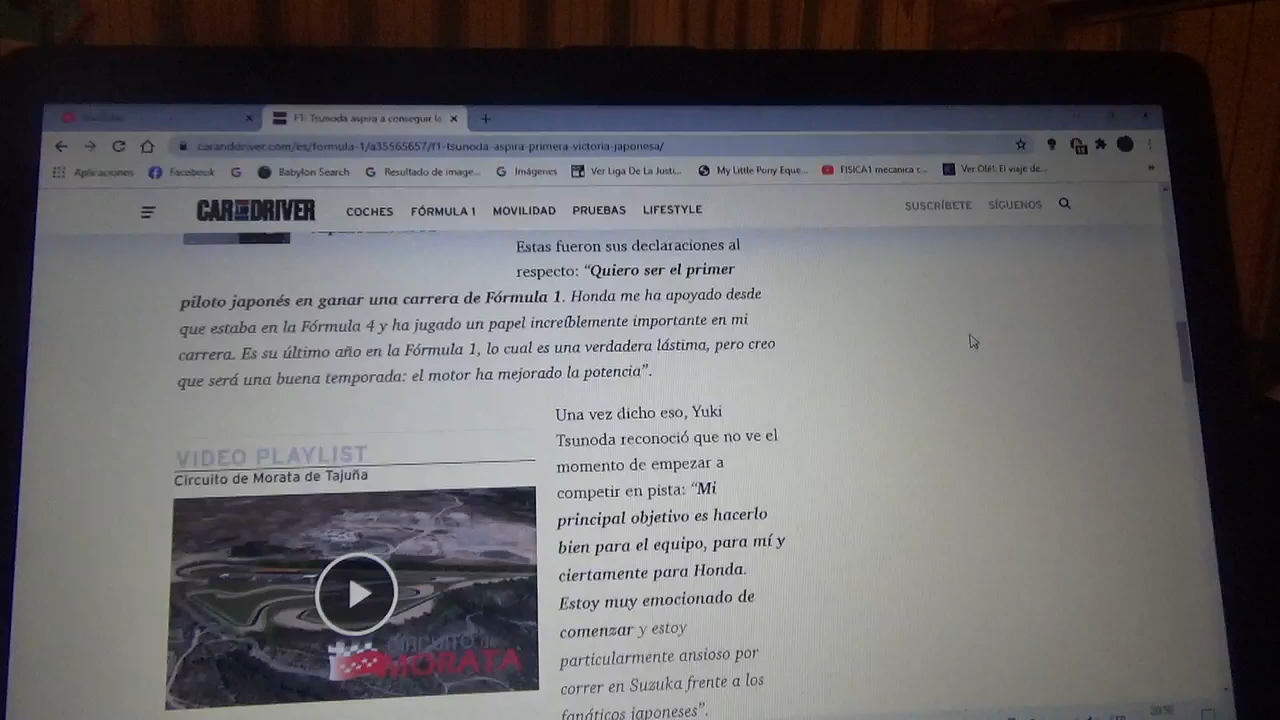 YouTube
F1: Tsunoda aspira a conseguir la
caranddriver.com/es/formula-1/a35565657/f1-tsunoda-aspira-primera-victoria-japonesa/
Aplicaciones Facebook Babylon Search Resultado de image... Imágenes Ver Liga De La Justi... My Little Pony Eque... FISICA1 mecanica c... Ver Olé!: El viaje de... »
CAR AND DRIVER COCHES FÓRMULA 1 MOVILIDAD PRUEBAS LIFESTYLE SUSCRÍBETE SÍGUENOS
Estas fueron sus declaraciones al
respecto: “Quiero ser el primer
piloto japonés en ganar una carrera de Fórmula 1. Honda me ha apoyado desde
que estaba en la Fórmula 4 y ha jugado un papel increíblemente importante en mi
carrera. Es su último año en la Fórmula 1, lo cual es una verdadera lástima, pero creo
que será una buena temporada: el motor ha mejorado la potencia”.
VIDEO PLAYLIST
Circuito de Morata de Tajuña
CIRCUITO de
MORATA
Una vez dicho eso, Yuki
Tsunoda reconoció que no ve el
momento de empezar a
competir en pista: “Mi
principal objetivo es hacerlo
bien para el equipo, para mí y
ciertamente para Honda.
Estoy muy emocionado de
comenzar y estoy
particularmente ansioso por
correr en Suzuka frente a los
fanáticos japoneses”.